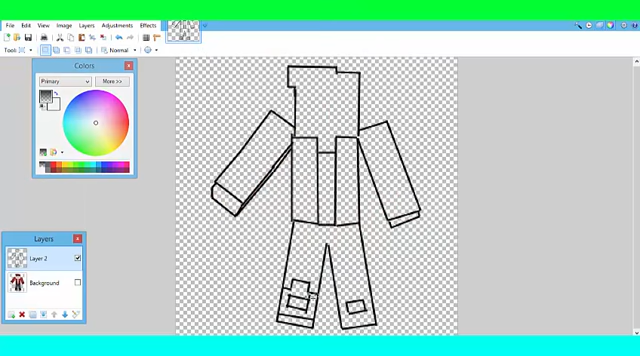 File Edit View Image Layers Adjustments Effects
Tool: Normal
Colors
Primary More >>
Layers
Layer 2
Background